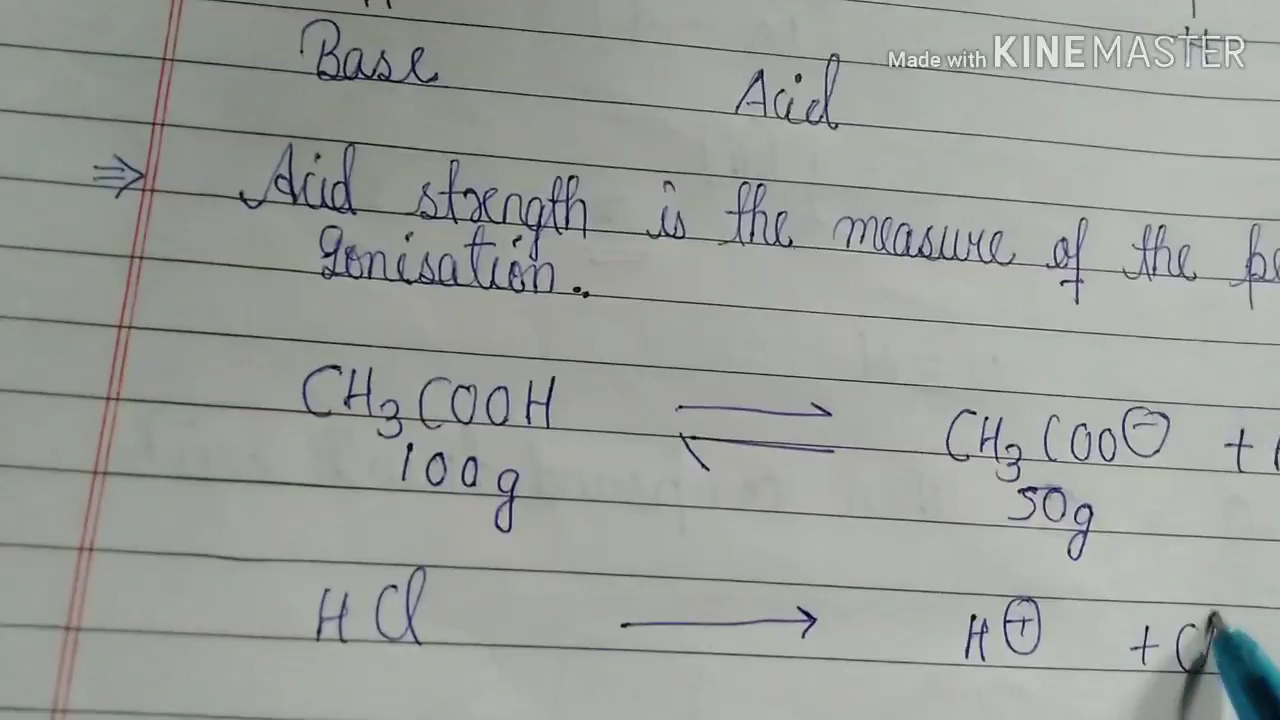 Made with KINEMASTER
Base
Acid
⇒ Acid strength is the measure of the
Ionisation.
CH3COOH ⇌ CH3COO⊖ +
100g 50g
HCl → H⊕ + Cl